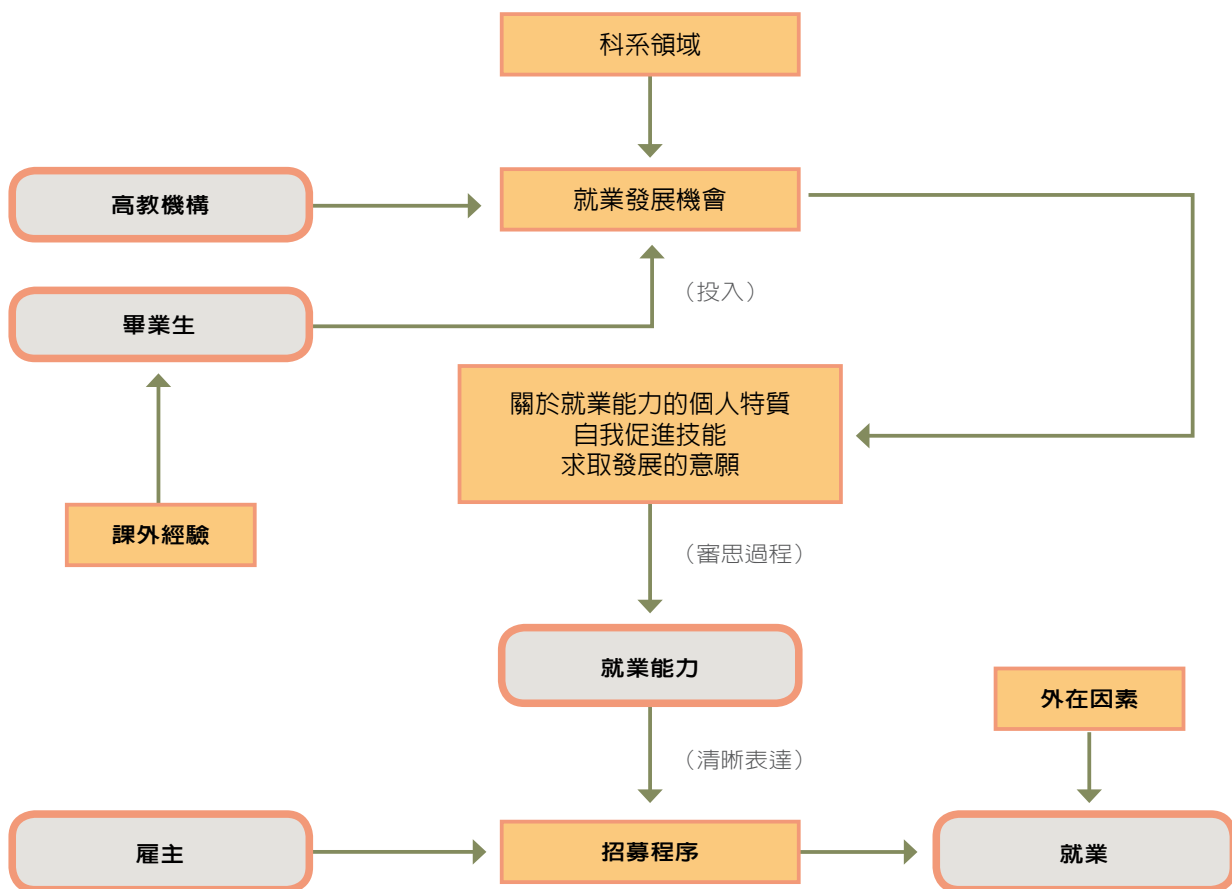 科系領域
高教機構
就業發展機會
（投入）
畢業生
關於就業能力的個人特質
自我促進技能
求取發展的意願
課外經驗
（審思過程）
就業能力
外在因素
（清晰表達）
雇主
招募程序
就業